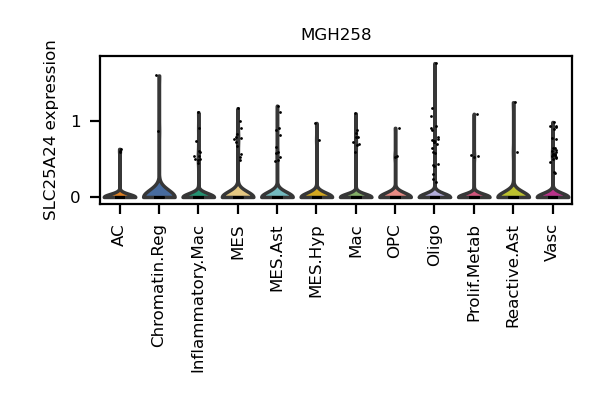 MGH258
SLC25A24 expression
1
0
AC
Chromatin.Reg
Inflammatory.Mac
MES
MES.Ast
MES.Hyp
Mac
OPC
Oligo
Prolif.Metab
Reactive.Ast
Vasc